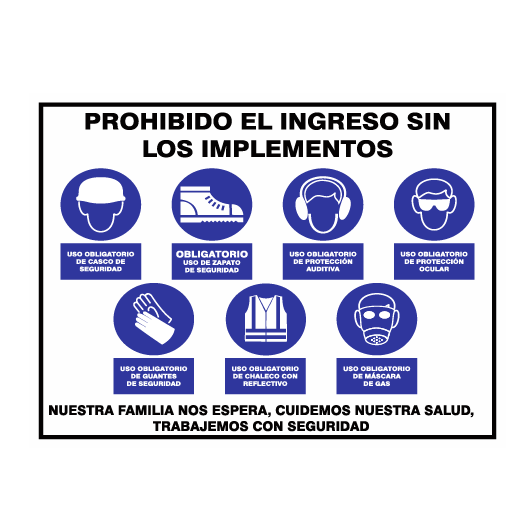 PROHIBIDO EL INGRESO SIN
LOS IMPLEMENTOS
USO OBLIGATORIO
DE CASCO DE
SEGURIDAD
OBLIGATORIO
USO DE ZAPATO
DE SEGURIDAD
USO OBLIGATORIO
DE PROTECCIÓN
AUDITIVA
USO OBLIGATORIO
DE PROTECCIÓN
OCULAR
USO OBLIGATORIO
DE GUANTES
DE SEGURIDAD
USO OBLIGATORIO
DE CHALECO CON
REFLECTIVO
USO OBLIGATORIO
DE MÁSCARA
DE GAS
NUESTRA FAMILIA NOS ESPERA, CUIDEMOS NUESTRA SALUD,
TRABAJEMOS CON SEGURIDAD